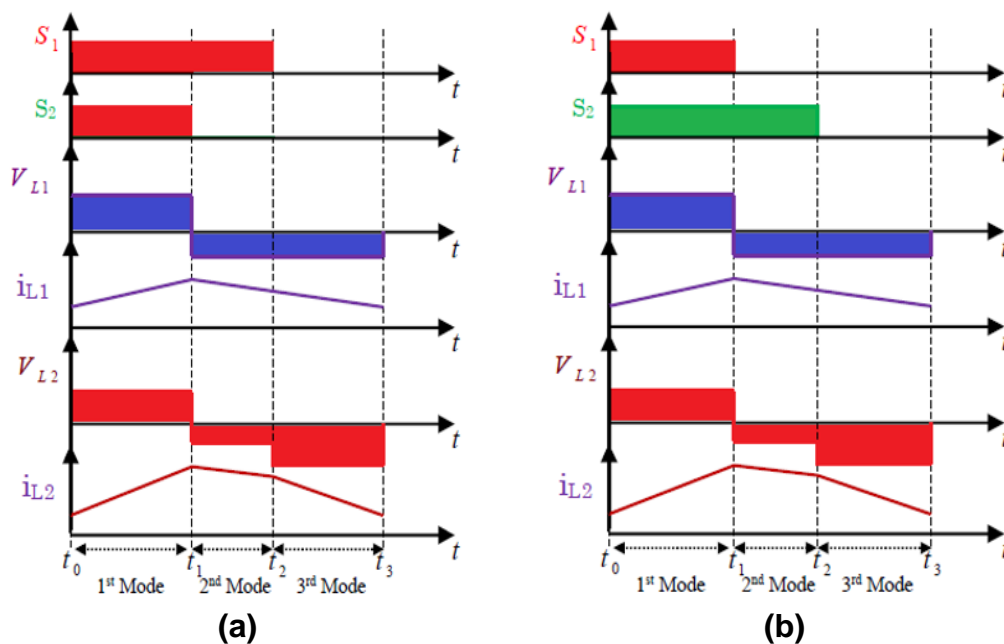 S1
t
S2
t
VL1
t
iL1
t
VL2
t
iL2
t
t0
t1
t2
t3
1st Mode
2nd Mode
3rd Mode
(a)
S1
t
S2
t
VL1
t
iL1
t
VL2
t
iL2
t
t0
t1
t2
t3
1st Mode
2nd Mode
3rd Mode
(b)